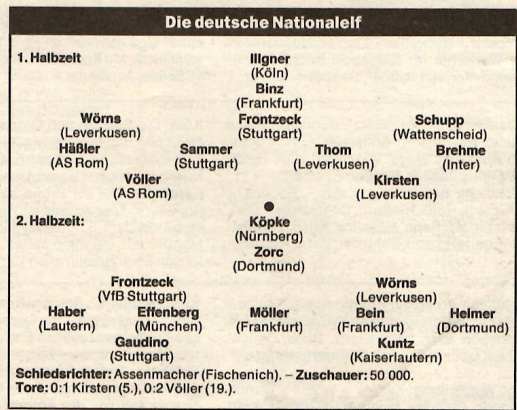 Die deutsche Nationalelf
1. Halbzeit Illgner
(Köln)
Binz
(Frankfurt)
Wörns Frontzeck Schupp
(Leverkusen) (Stuttgart) (Wattenscheid)
Häßler Sammer Thom Brehme
(AS Rom) (Stuttgart) (Leverkusen) (Inter)
Völler Kirsten
(AS Rom) (Leverkusen)
2. Halbzeit: Köpke
(Nürnberg)
Zorc
(Dortmund)
Frontzeck Wörns
(VfB Stuttgart) (Leverkusen)
Haber Effenberg Möller Bein Helmer
(Lautern) (München) (Frankfurt) (Frankfurt) (Dortmund)
Gaudino Kuntz
(Stuttgart) (Kaiserlautern)
Schiedsrichter: Assenmacher (Fischenich). – Zuschauer: 50 000.
Tore: 0:1 Kirsten (5.), 0:2 Völler (19.).